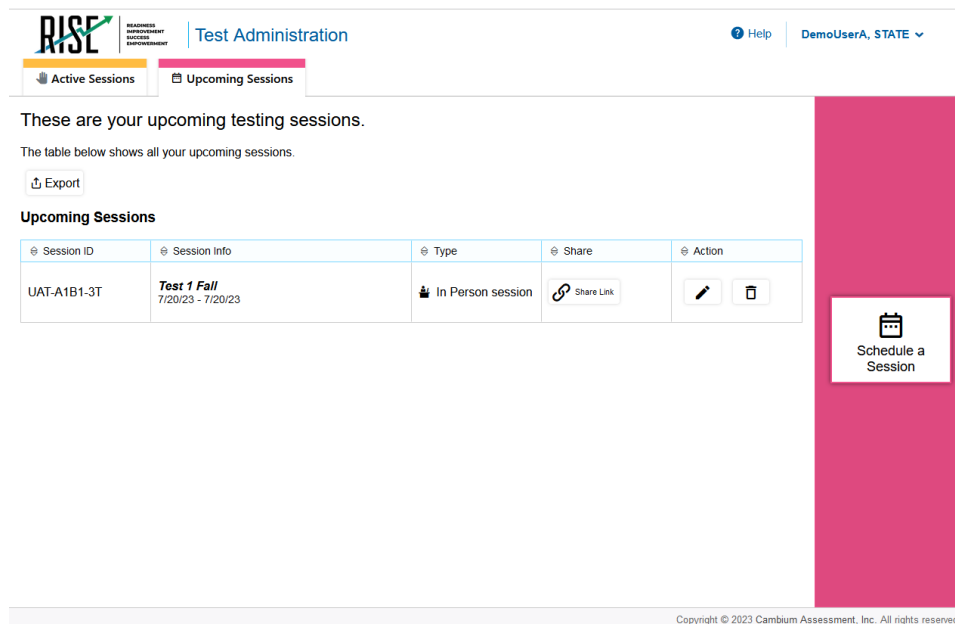 RISE
READINESS
IMPROVEMENT
SUCCESS
EMPOWERMENT
Test Administration
Help
DemoUserA, STATE
Active Sessions
Upcoming Sessions
These are your upcoming testing sessions.
The table below shows all your upcoming sessions.
Export
Upcoming Sessions
Session ID Session Info Type Share Action
UAT-A1B1-3T Test 1 Fall In Person session Share Link
7/20/23 - 7/20/23
Schedule a
Session
Copyright © 2023 Cambium Assessment, Inc. All rights reserved